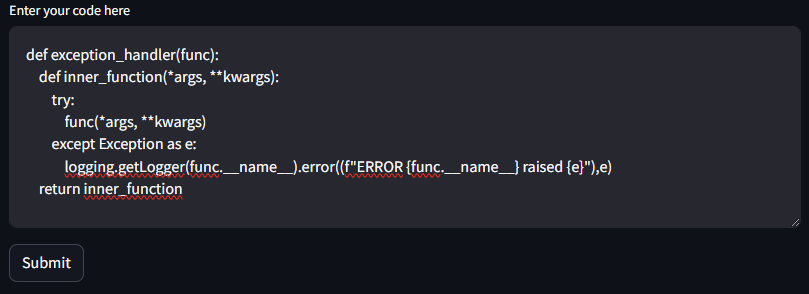 Enter your code here
def exception_handler(func):
    def inner_function(*args, **kwargs):
        try:
            func(*args, **kwargs)
        except Exception as e:
            logging.getLogger(func.__name__).error((f"ERROR {func.__name__} raised {e}"),e)
    return inner_function
Submit